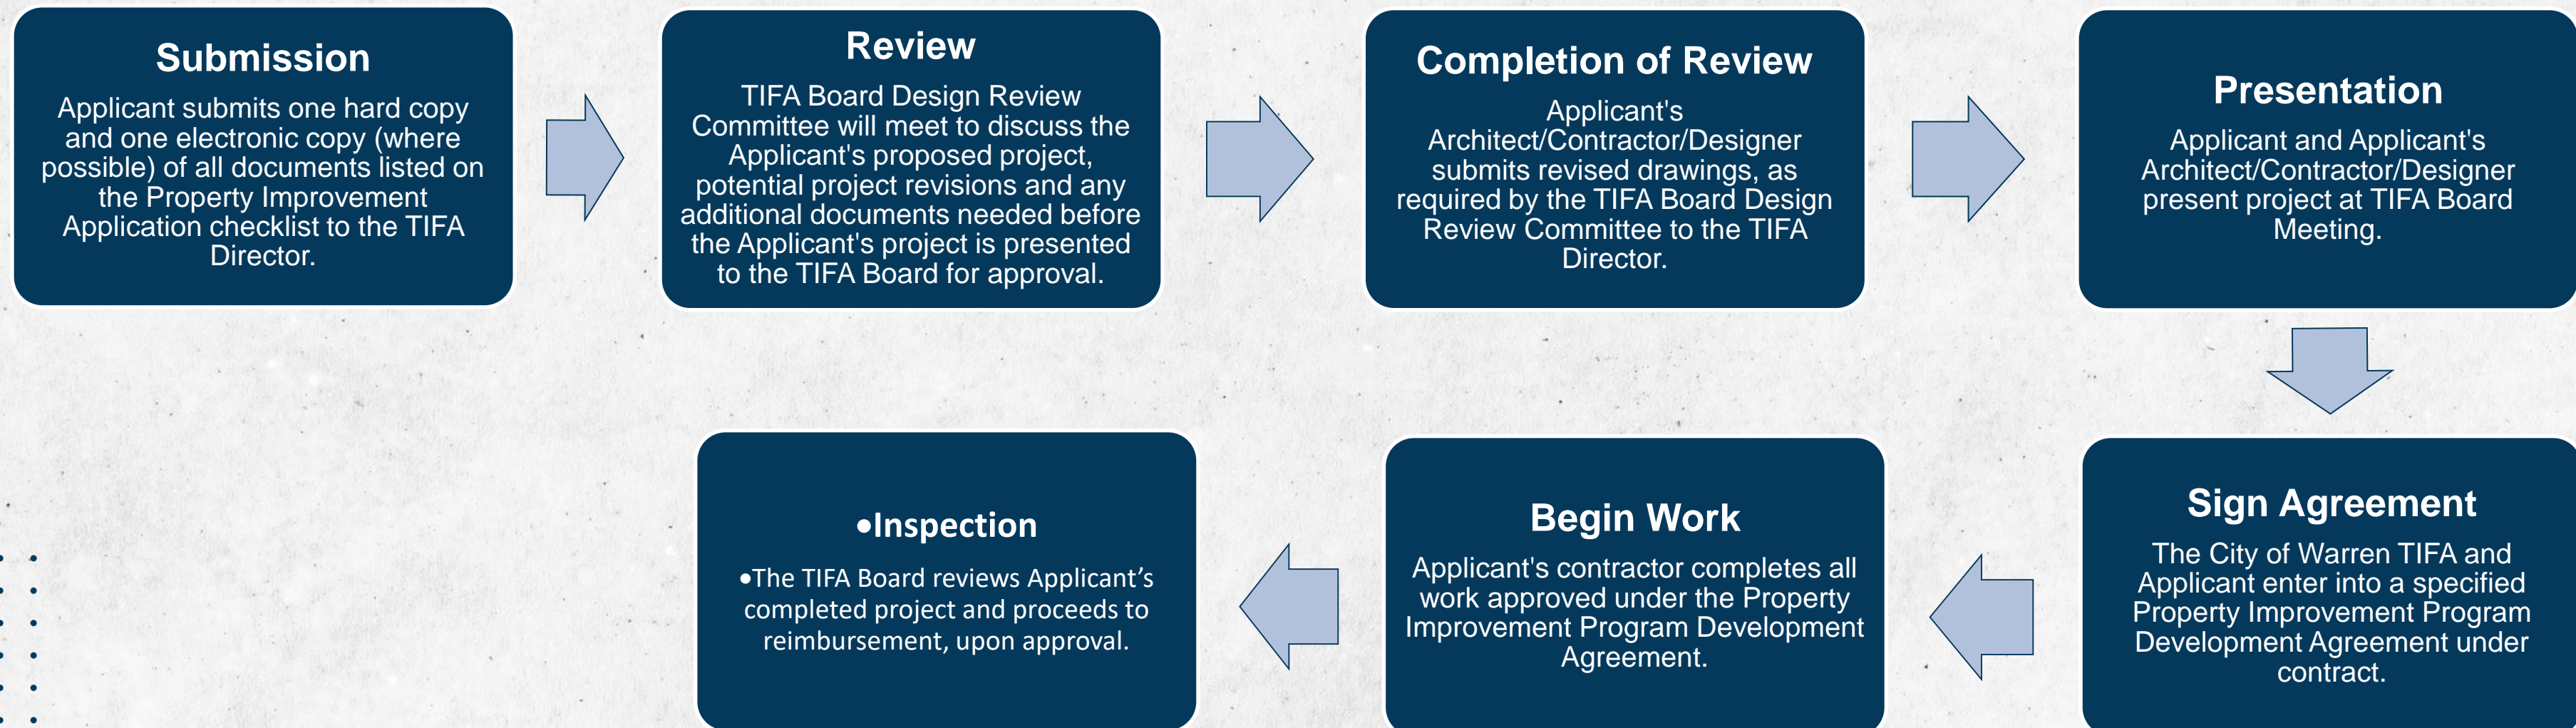 Submission
Applicant submits one hard copy
and one electronic copy (where
possible) of all documents listed on
the Property Improvement
Application checklist to the TIFA
Director.
Review
TIFA Board Design Review
Committee will meet to discuss the
Applicant's proposed project,
potential project revisions and any
additional documents needed before
the Applicant's project is presented
to the TIFA Board for approval.
Completion of Review
Applicant's
Architect/Contractor/Designer
submits revised drawings, as
required by the TIFA Board Design
Review Committee to the TIFA
Director.
Presentation
Applicant and Applicant's
Architect/Contractor/Designer
present project at TIFA Board
Meeting.
Sign Agreement
The City of Warren TIFA and
Applicant enter into a specified
Property Improvement Program
Development Agreement under
contract.
Begin Work
Applicant's contractor completes all
work approved under the Property
Improvement Program Development
Agreement.
•Inspection
•The TIFA Board reviews Applicant’s
completed project and proceeds to
reimbursement, upon approval.